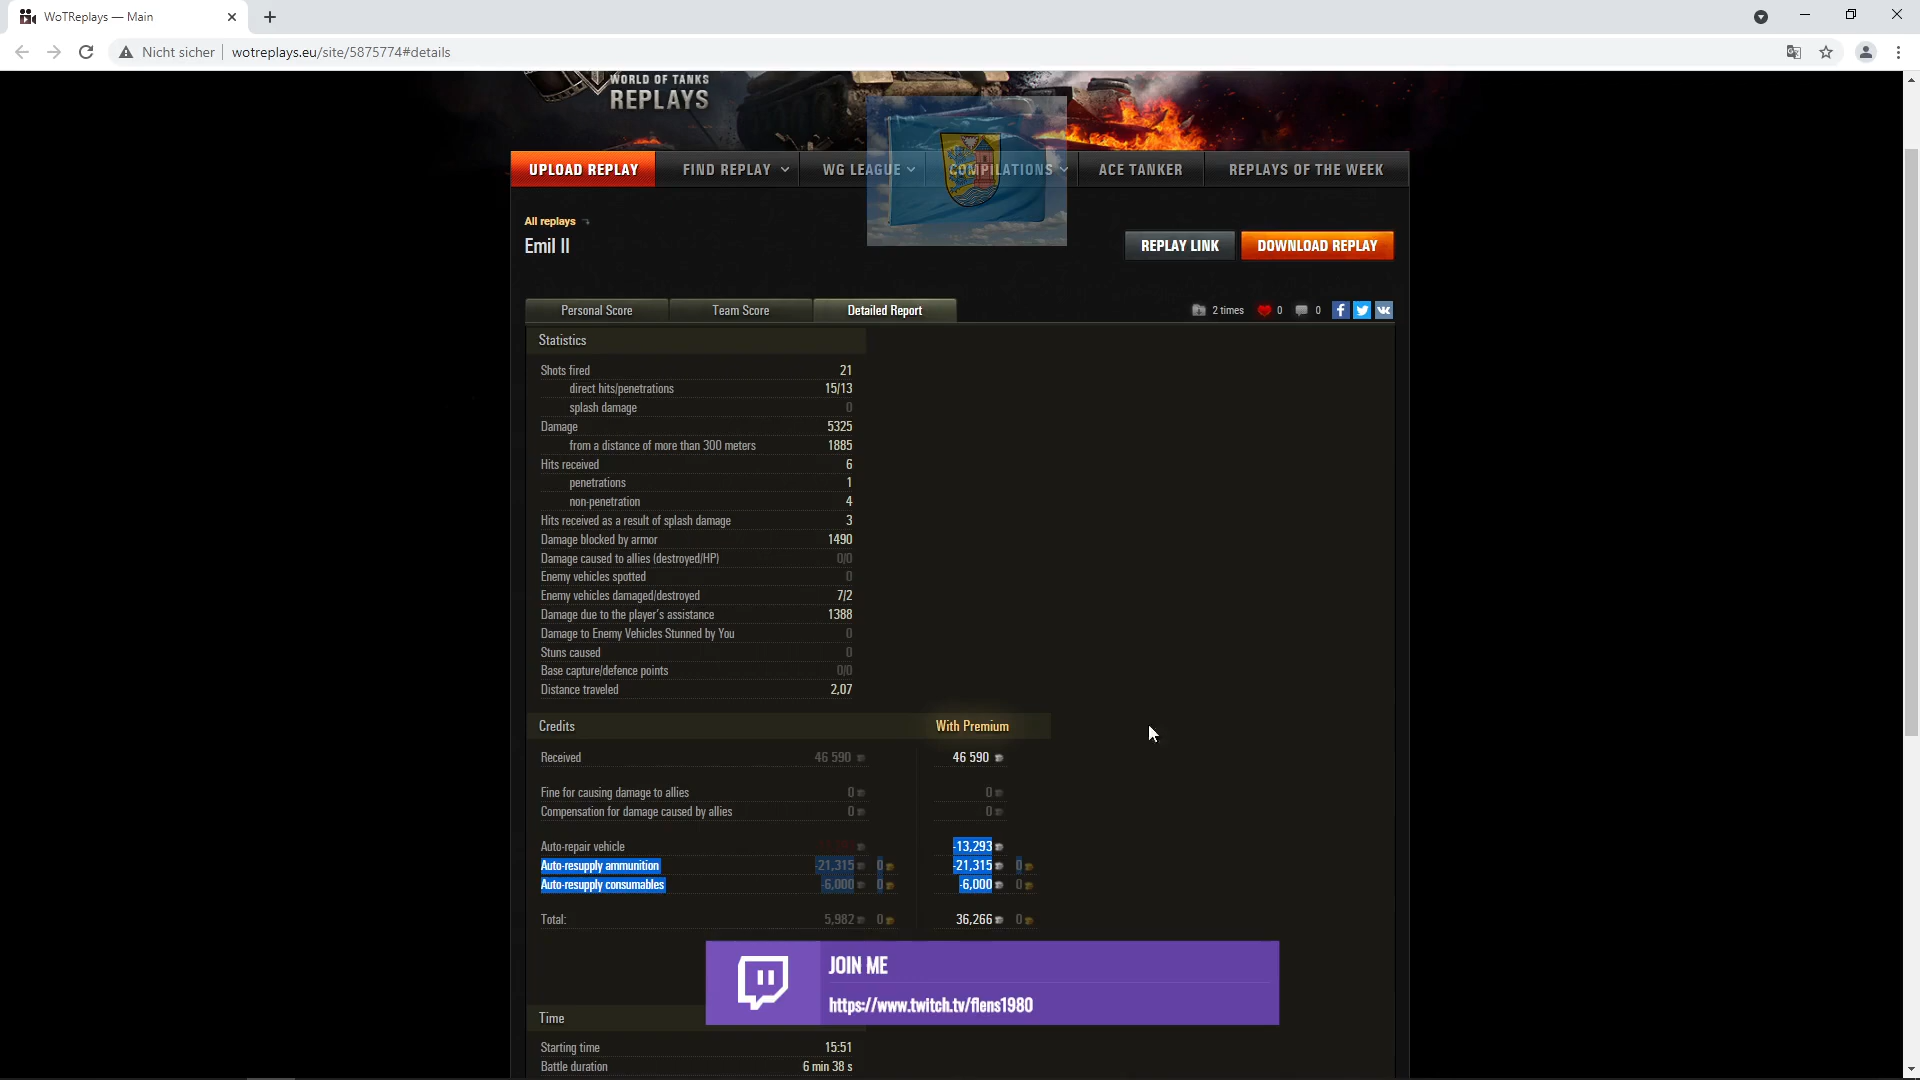 WoTReplays — Main
Nicht sicher
wotreplays.eu/site/5875774#details
WORLD OF TANKS
REPLAYS
UPLOAD REPLAY
FIND REPLAY
WG LEAGUE
COMPILATIONS
ACE TANKER
REPLAYS OF THE WEEK
All replays
Emil II
REPLAY LINK
DOWNLOAD REPLAY
Personal Score
Team Score
Detailed Report
2 times
0
0
Statistics
Shots fired 21
direct hits/penetrations 15/13
splash damage 0
Damage 5325
from a distance of more than 300 meters 1885
Hits received 6
penetrations 1
non-penetration 4
Hits received as a result of splash damage 3
Damage blocked by armor 1490
Damage caused to allies (destroyed/HP) 0/0
Enemy vehicles spotted 0
Enemy vehicles damaged/destroyed 7/2
Damage due to the player's assistance 1388
Damage to Enemy Vehicles Stunned by You 0
Stuns caused 0
Base capture/defence points 0/0
Distance traveled 2,07
Credits With Premium
Received 46 590 46 590
Fine for causing damage to allies 0 0
Compensation for damage caused by allies 0 0
Auto-repair vehicle -13,293
Auto-resupply ammunition -21,315 0 -21,315 0
Auto-resupply consumables -6,000 0 -6,000 0
Total: 5,982 0 36,266 0
JOIN ME
https://www.twitch.tv/flens1980
Time
Starting time 15:51
Battle duration 6 min 38 s